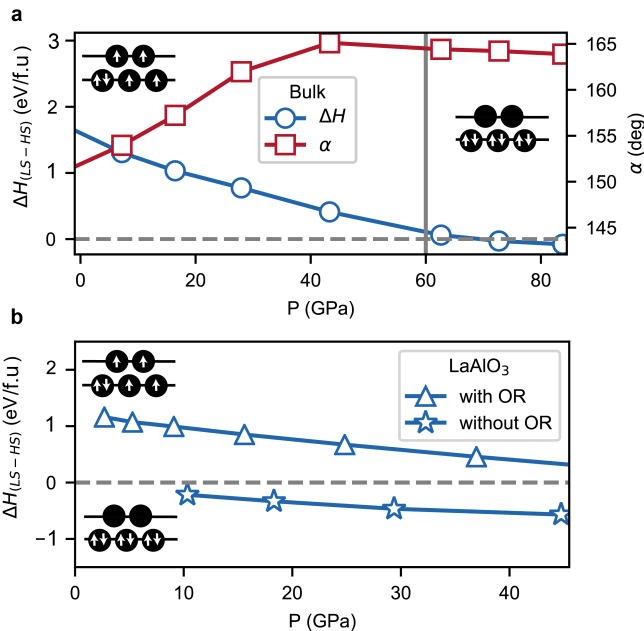 a
ΔH(LS − HS) (eV/f.u)
3
2
1
0
Bulk
ΔH
α
165
160
155
150
145
α (deg)
0
20
40
60
80
P (GPa)
b
ΔH(LS − HS) (eV/f.u)
2
1
0
−1
LaAlO₃
with OR
without OR
0
10
20
30
40
P (GPa)